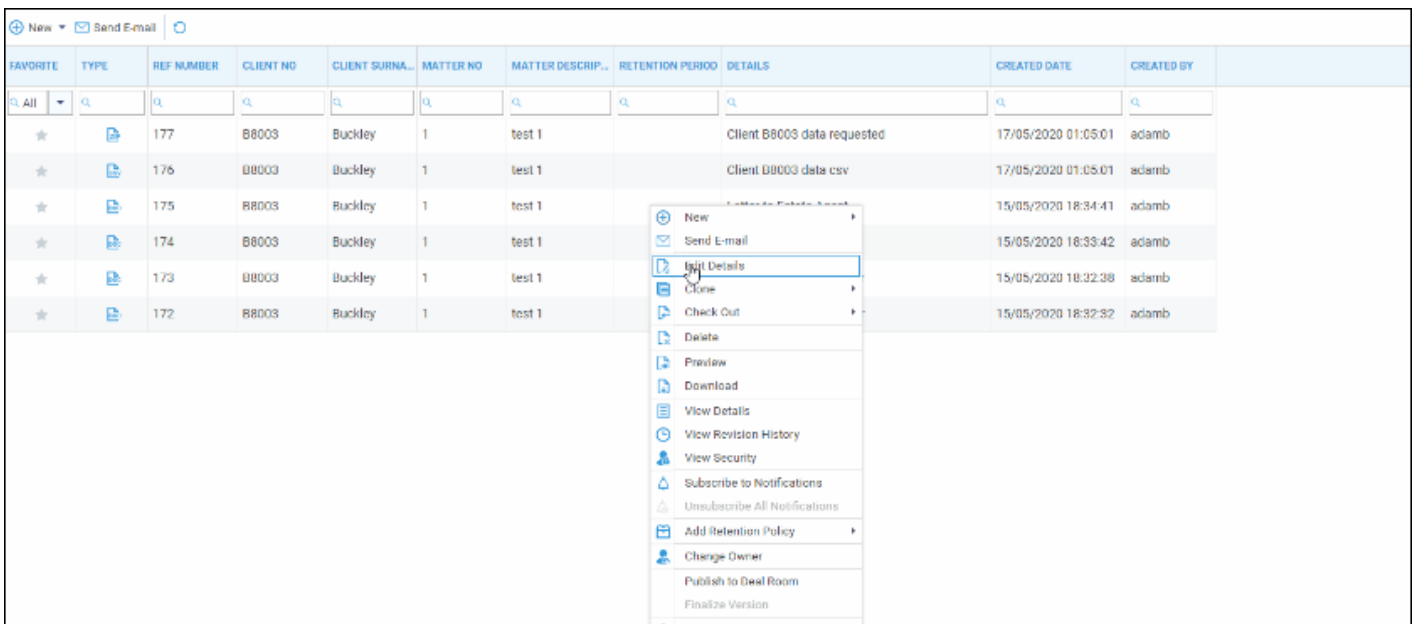 New Send E-mail
FAVORITE TYPE REF NUMBER CLIENT NO CLIENT SURNA... MATTER NO MATTER DESCRIP... RETENTION PERIOD DETAILS CREATED DATE CREATED BY
All
177 B8003 Buckley 1 test 1 Client B8003 data requested 17/05/2020 01:05:01 adamb
176 B8003 Buckley 1 test 1 Client B8003 data csv 17/05/2020 01:05:01 adamb
175 B8003 Buckley 1 test 1 Letter to Estate Agent 15/05/2020 18:34:41 adamb
174 B8003 Buckley 1 test 1 15/05/2020 18:33:42 adamb
173 B8003 Buckley 1 test 1 15/05/2020 18:32:38 adamb
172 B8003 Buckley 1 test 1 15/05/2020 18:32:32 adamb
New
Send E-mail
Edit Details
Clone
Check Out
Delete
Preview
Download
View Details
View Revision History
View Security
Subscribe to Notifications
Unsubscribe All Notifications
Add Retention Policy
Change Owner
Publish to Deal Room
Finalize Version